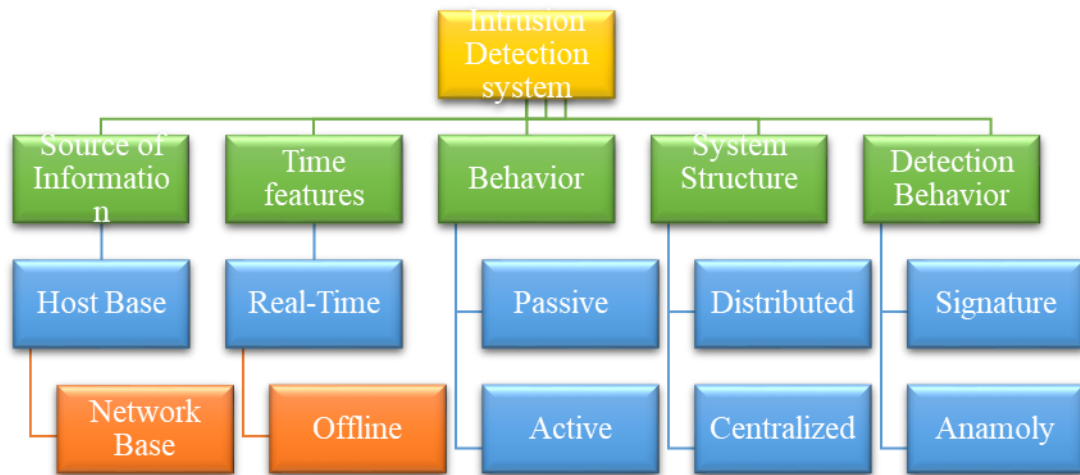 Intrusion
Detection
system
Source of
Informatio
n
Time
features
Behavior
System
Structure
Detection
Behavior
Host Base
Real-Time
Passive
Distributed
Signature
Network
Base
Offline
Active
Centralized
Anamoly